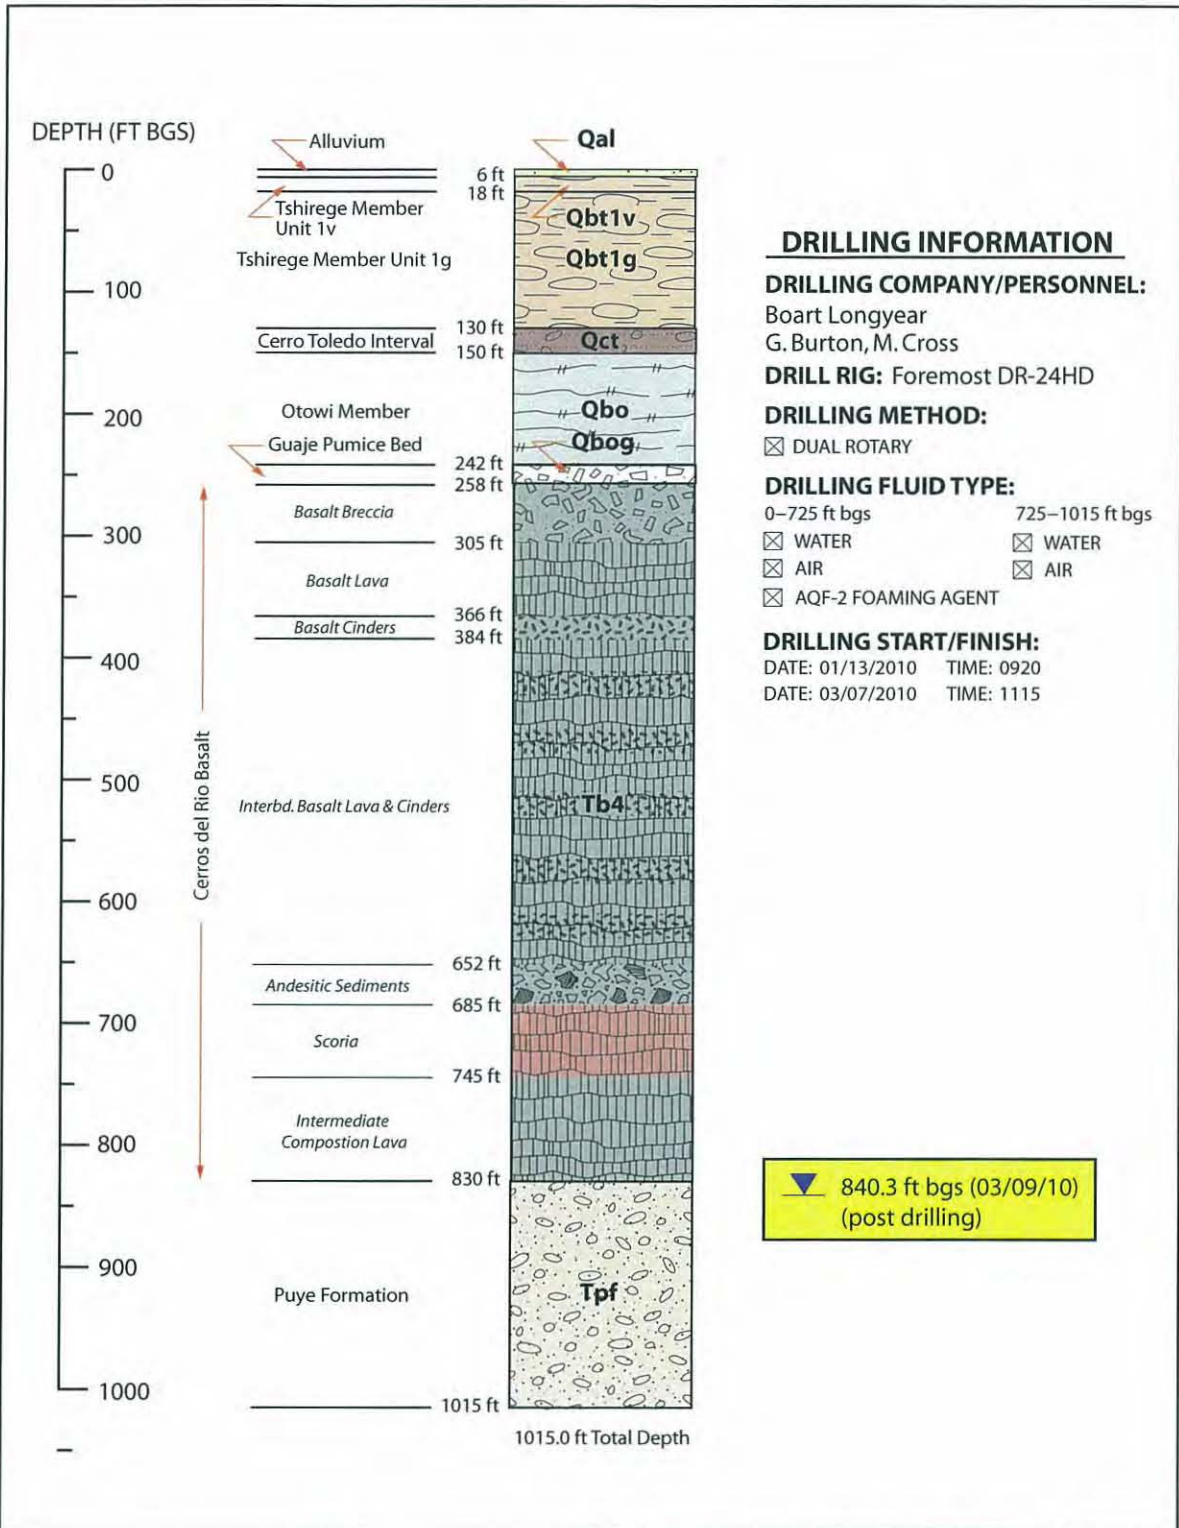 DEPTH (FT BGS)
0
100
200
300
400
500
600
700
800
900
1000
Cerros del Rio Basalt
Alluvium
Tshirege Member
Unit 1v
Tshirege Member Unit 1g
Cerro Toledo Interval
Otowi Member
Guaje Pumice Bed
Basalt Breccia
Basalt Lava
Basalt Cinders
Interbd. Basalt Lava & Cinders
Andesitic Sediments
Scoria
Intermediate
Compostion Lava
Puye Formation
6 ft
18 ft
130 ft
150 ft
242 ft
258 ft
305 ft
366 ft
384 ft
652 ft
685 ft
745 ft
830 ft
1015 ft
Qal
Qbt1v
Qbt1g
Qct
Qbo
Qbog
Tb4
Tpf
1015.0 ft Total Depth
DRILLING INFORMATION
DRILLING COMPANY/PERSONNEL:
Boart Longyear
G. Burton, M. Cross
DRILL RIG: Foremost DR-24HD
DRILLING METHOD:
☒ DUAL ROTARY
DRILLING FLUID TYPE:
0–725 ft bgs 725–1015 ft bgs
☒ WATER ☒ WATER
☒ AIR ☒ AIR
☒ AQF-2 FOAMING AGENT
DRILLING START/FINISH:
DATE: 01/13/2010 TIME: 0920
DATE: 03/07/2010 TIME: 1115
840.3 ft bgs (03/09/10)
(post drilling)